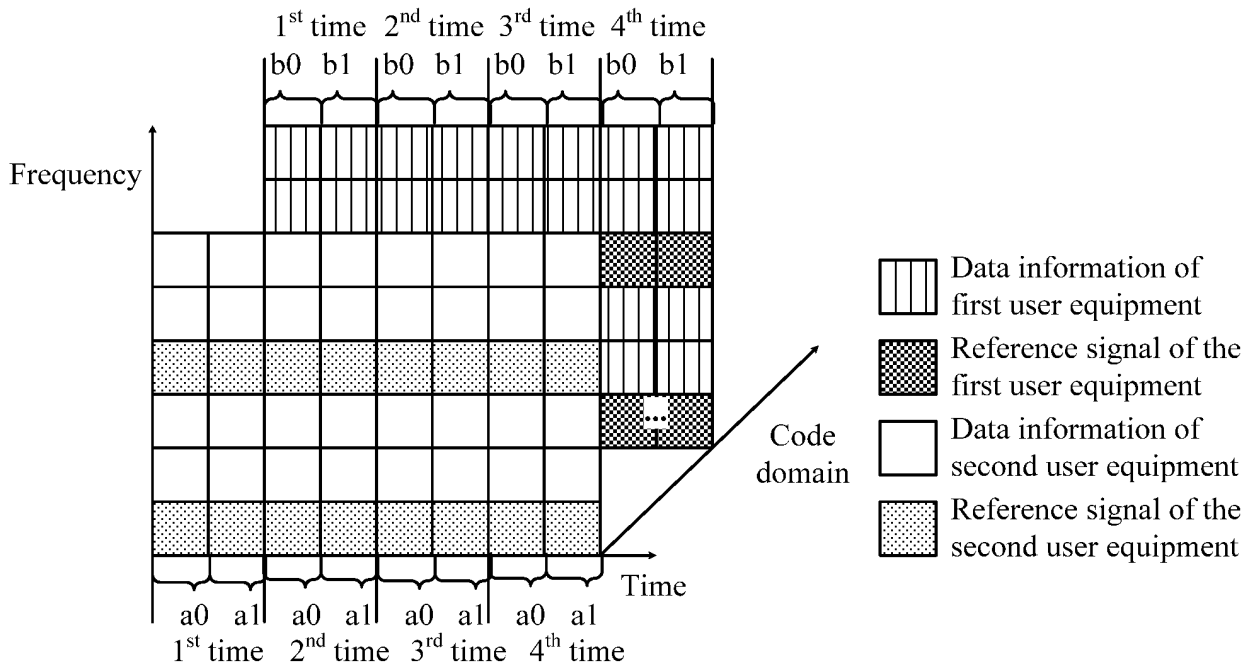 1st time 2nd time 3rd time 4th time
b0 b1 b0 b1 b0 b1 b0 b1
Frequency
Data information of
first user equipment
Reference signal of the
first user equipment
...
Code
domain
Data information of
second user equipment
Reference signal of the
second user equipment
Time
a0 a1 a0 a1 a0 a1 a0 a1
1st time 2nd time 3rd time 4th time